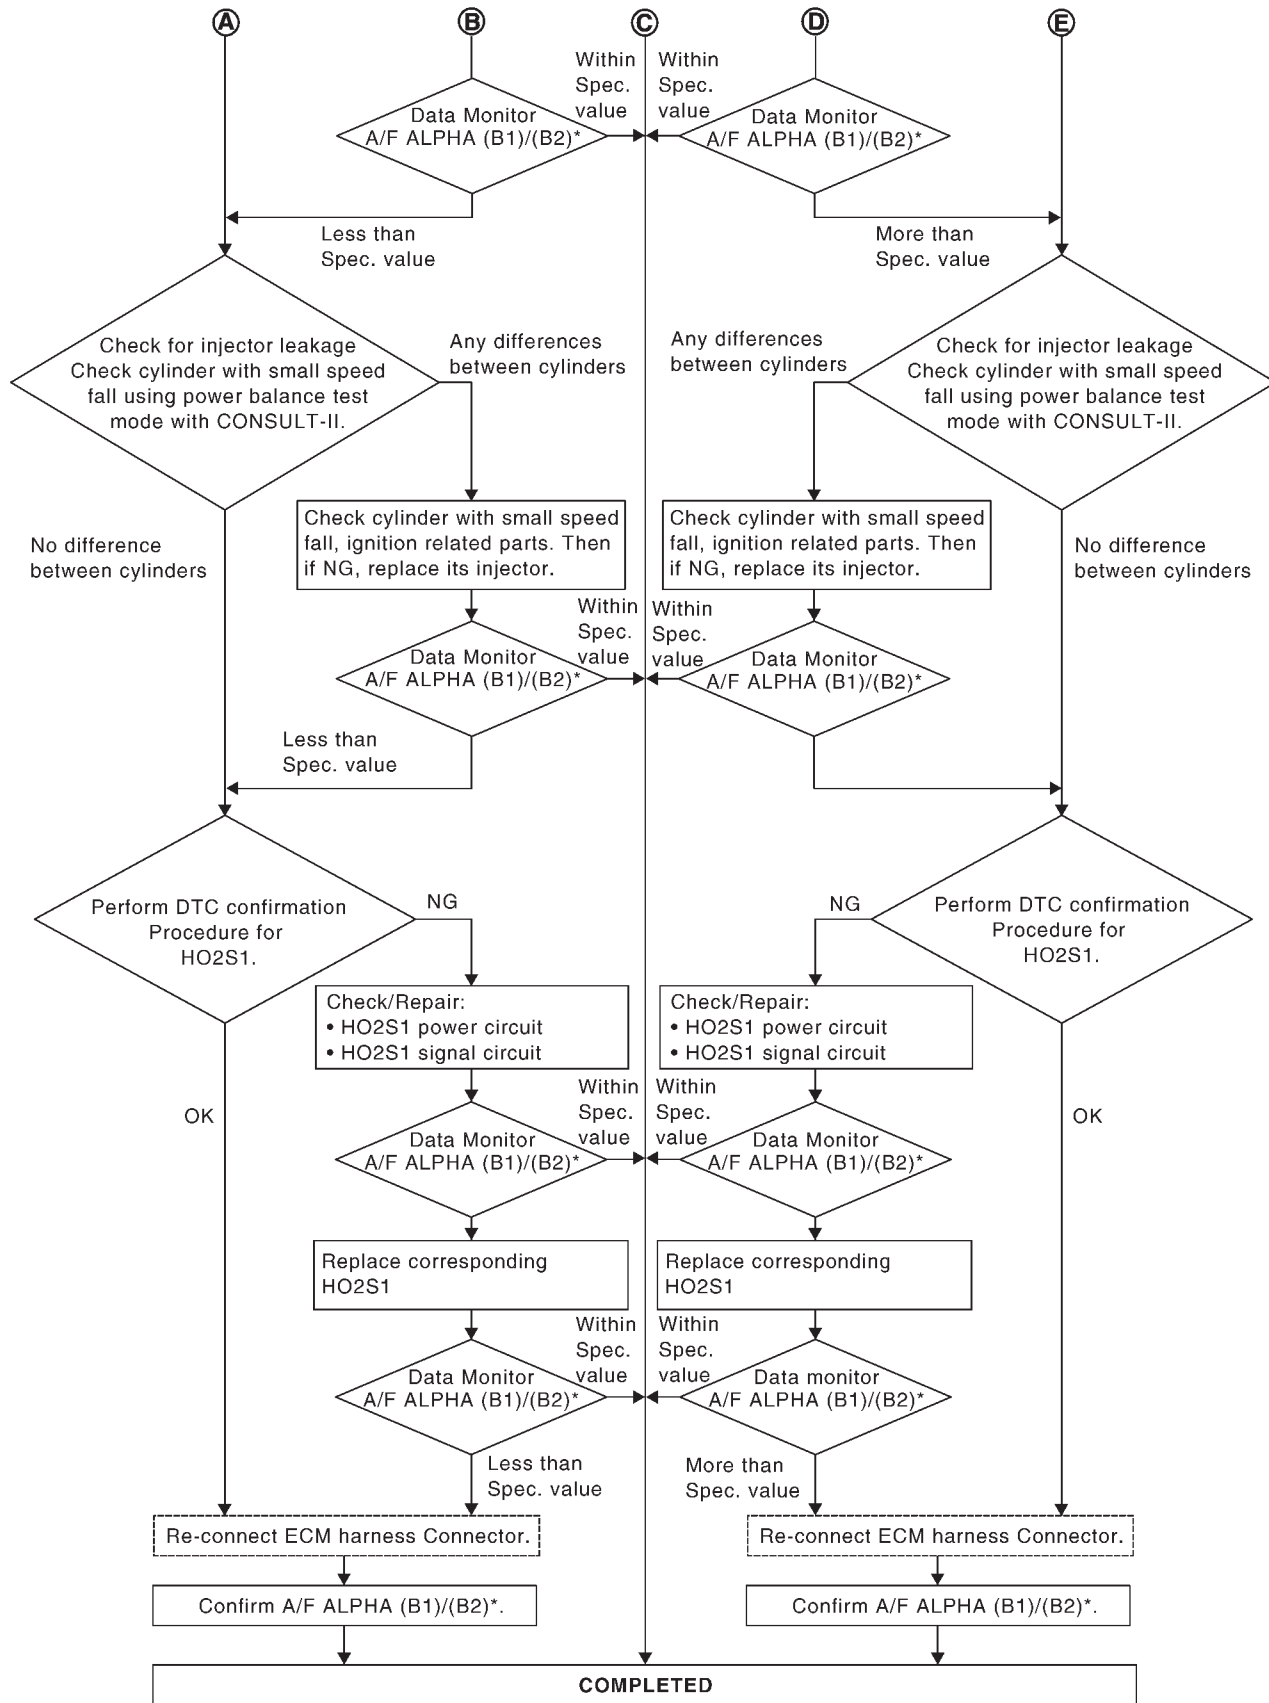 A
B
C
D
E
Within
Spec.
value
Within
Spec.
value
Data Monitor
A/F ALPHA (B1)/(B2)*
Data Monitor
A/F ALPHA (B1)/(B2)*
Less than
Spec. value
More than
Spec. value
Check for injector leakage
Check cylinder with small speed
fall using power balance test
mode with CONSULT-II.
Any differences
between cylinders
Any differences
between cylinders
Check for injector leakage
Check cylinder with small speed
fall using power balance test
mode with CONSULT-II.
No difference
between cylinders
Check cylinder with small speed
fall, ignition related parts. Then
if NG, replace its injector.
Check cylinder with small speed
fall, ignition related parts. Then
if NG, replace its injector.
No difference
between cylinders
Within
Spec.
value
Within
Spec.
value
Data Monitor
A/F ALPHA (B1)/(B2)*
Data Monitor
A/F ALPHA (B1)/(B2)*
Less than
Spec. value
Perform DTC confirmation
Procedure for
HO2S1.
NG
NG
Perform DTC confirmation
Procedure for
HO2S1.
Check/Repair:
• HO2S1 power circuit
• HO2S1 signal circuit
Check/Repair:
• HO2S1 power circuit
• HO2S1 signal circuit
OK
Within
Spec.
value
Within
Spec.
value
OK
Data Monitor
A/F ALPHA (B1)/(B2)*
Data Monitor
A/F ALPHA (B1)/(B2)*
Replace corresponding
HO2S1
Replace corresponding
HO2S1
Within
Spec.
value
Within
Spec.
value
Data Monitor
A/F ALPHA (B1)/(B2)*
Data monitor
A/F ALPHA (B1)/(B2)*
Less than
Spec. value
More than
Spec. value
Re-connect ECM harness Connector.
Re-connect ECM harness Connector.
Confirm A/F ALPHA (B1)/(B2)*.
Confirm A/F ALPHA (B1)/(B2)*.
COMPLETED